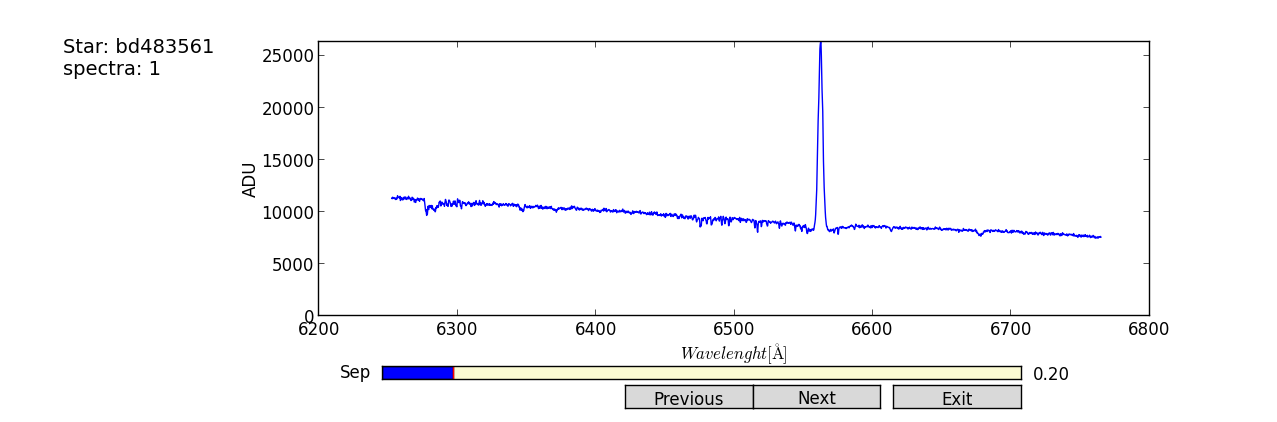 Star: bd483561
spectra: 1
ADU
25000
20000
15000
10000
5000
0
6200 6300 6400 6500 6600 6700 6800
Wavelenght[Å]
Sep 0.20
Previous Next Exit